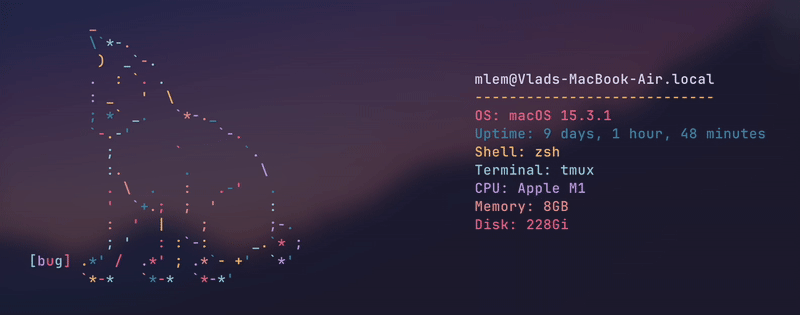 mlem@Vlads-MacBook-Air.local
---------------------------
OS: macOS 15.3.1
Uptime: 9 days, 1 hour, 48 minutes
Shell: zsh
Terminal: tmux
CPU: Apple M1
Memory: 8GB
Disk: 228Gi
[bug]